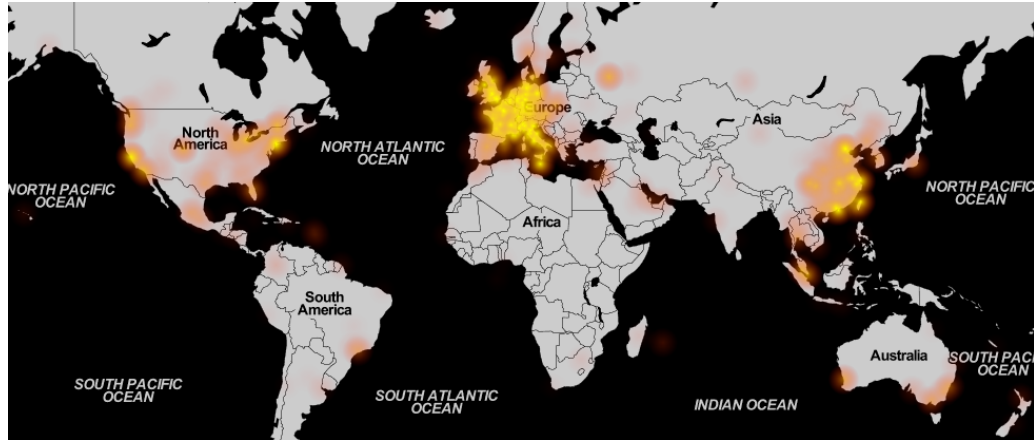 Europe
Asia
North
America
NORTH ATLANTIC
OCEAN
NORTH PACIFIC
OCEAN
NORTH PACIFIC
OCEAN
Africa
South
America
Australia
SOUTH PACI
OCEAN
SOUTH PACIFIC
OCEAN
SOUTH ATLANTIC
OCEAN
INDIAN OCEAN